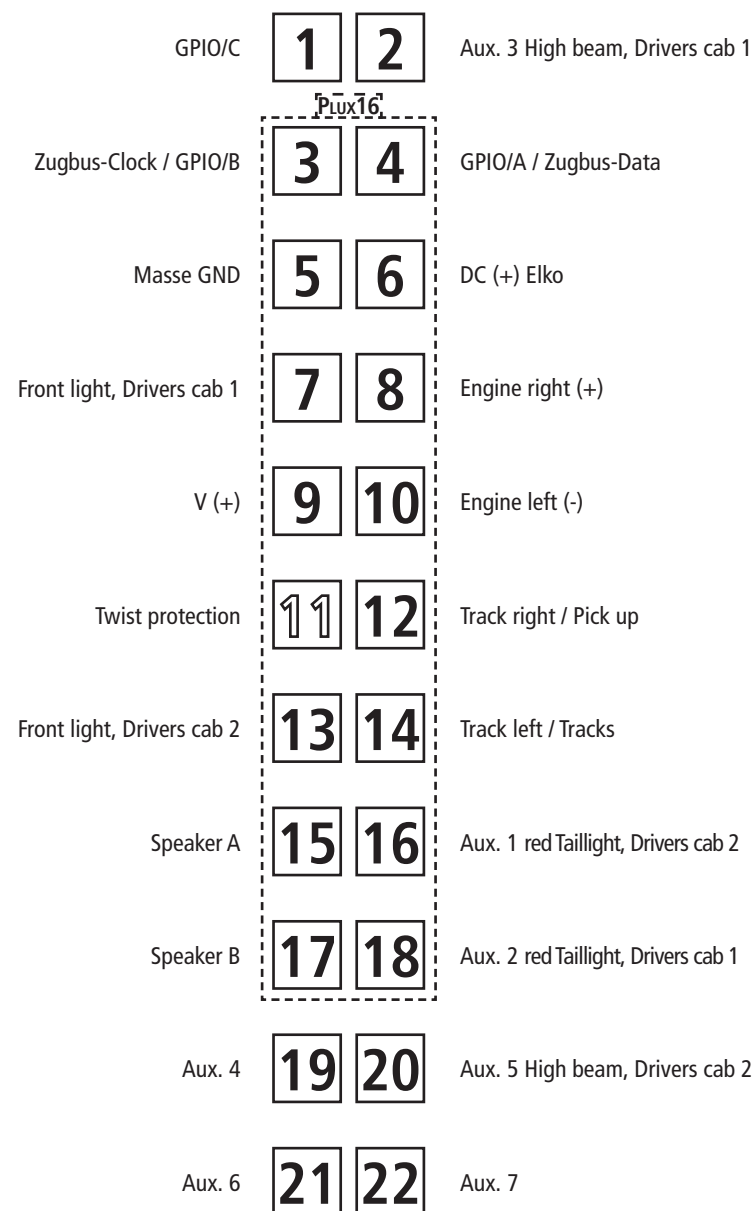 GPIO/C 1 2 Aux. 3 High beam, Drivers cab 1
PLUX16
Zugbus-Clock / GPIO/B 3 4 GPIO/A / Zugbus-Data
Masse GND 5 6 DC (+) Elko
Front light, Drivers cab 1 7 8 Engine right (+)
V (+) 9 10 Engine left (-)
Twist protection 11 12 Track right / Pick up
Front light, Drivers cab 2 13 14 Track left / Tracks
Speaker A 15 16 Aux. 1 red Taillight, Drivers cab 2
Speaker B 17 18 Aux. 2 red Taillight, Drivers cab 1
Aux. 4 19 20 Aux. 5 High beam, Drivers cab 2
Aux. 6 21 22 Aux. 7